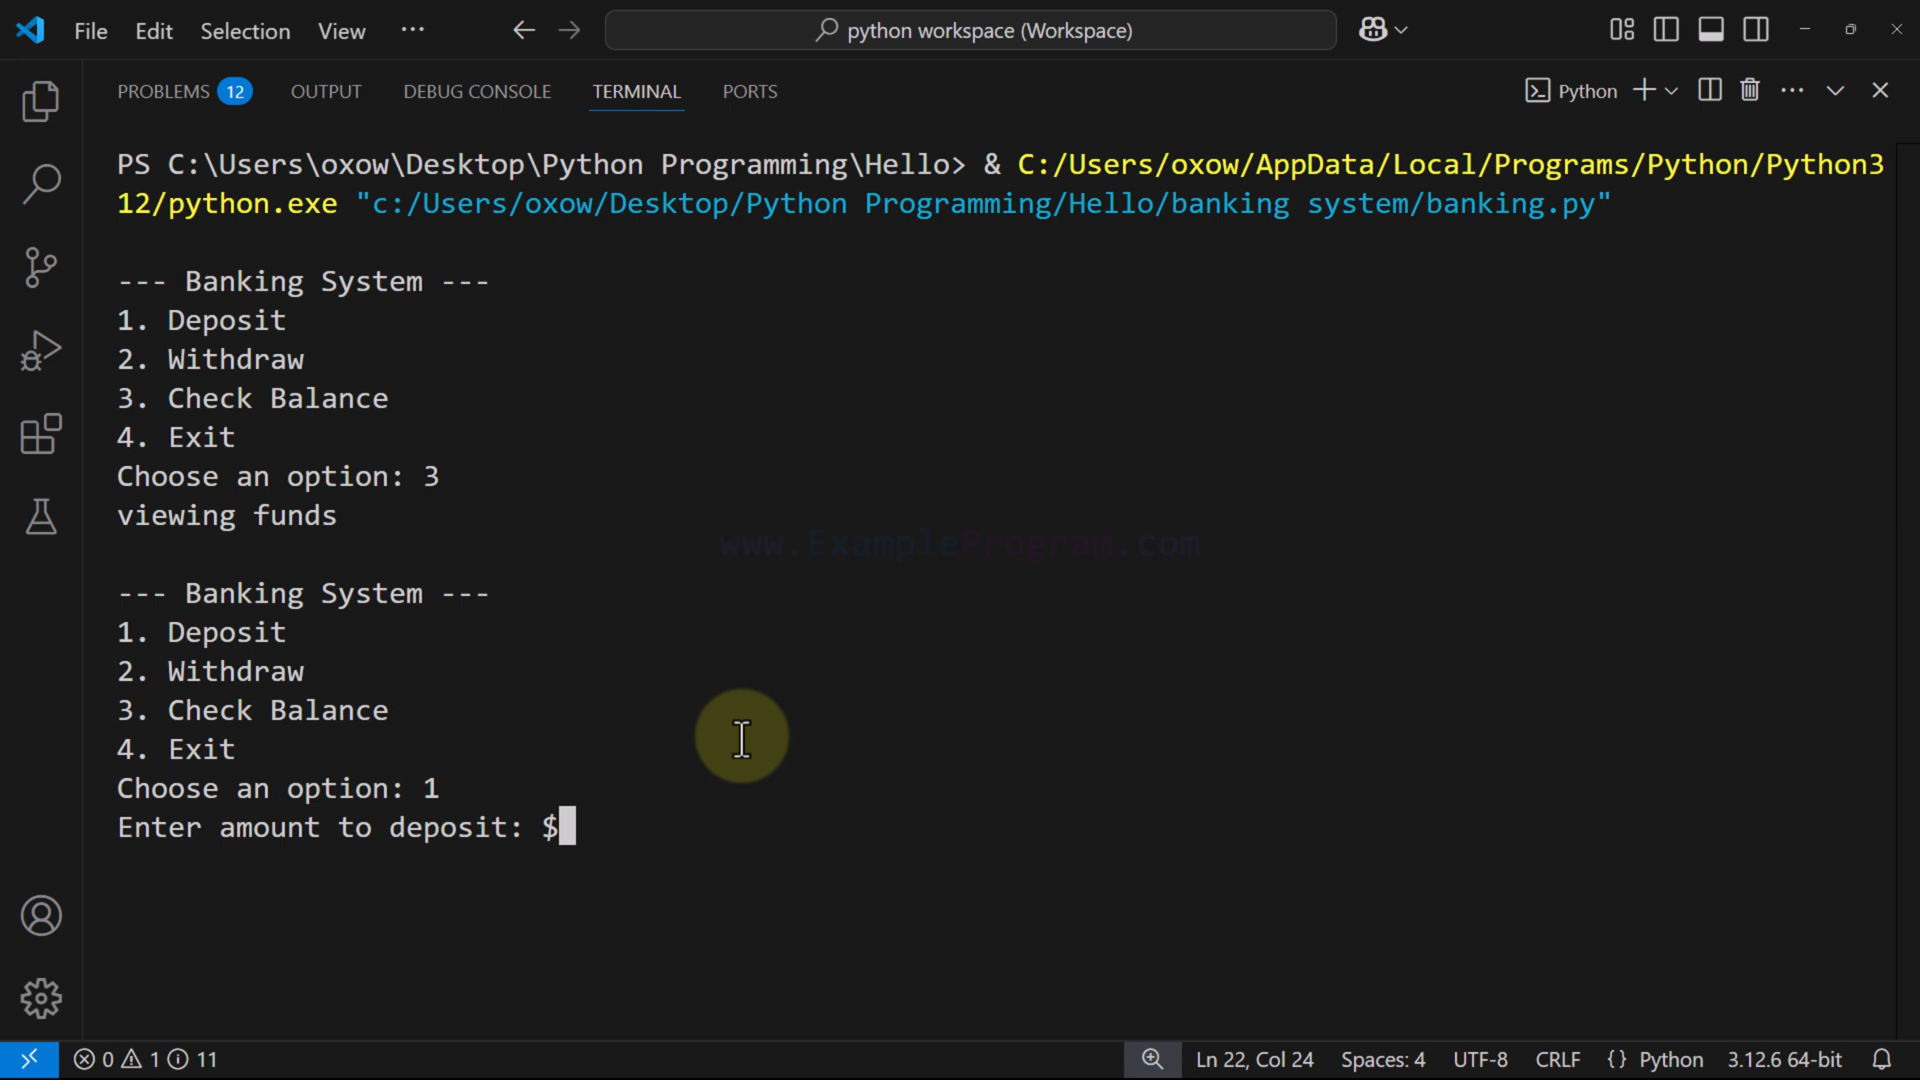 File Edit Selection View ... python workspace (Workspace)
PROBLEMS 12 OUTPUT DEBUG CONSOLE TERMINAL PORTS Python
PS C:\Users\oxow\Desktop\Python Programming\Hello> & C:/Users/oxow/AppData/Local/Programs/Python/Python3
12/python.exe "c:/Users/oxow/Desktop/Python Programming/Hello/banking system/banking.py"
--- Banking System ---
1. Deposit
2. Withdraw
3. Check Balance
4. Exit
Choose an option: 3
viewing funds
www.ExampleProgram.com
--- Banking System ---
1. Deposit
2. Withdraw
3. Check Balance
4. Exit
Choose an option: 1
Enter amount to deposit: $
0 1 11 Ln 22, Col 24 Spaces: 4 UTF-8 CRLF {} Python 3.12.6 64-bit